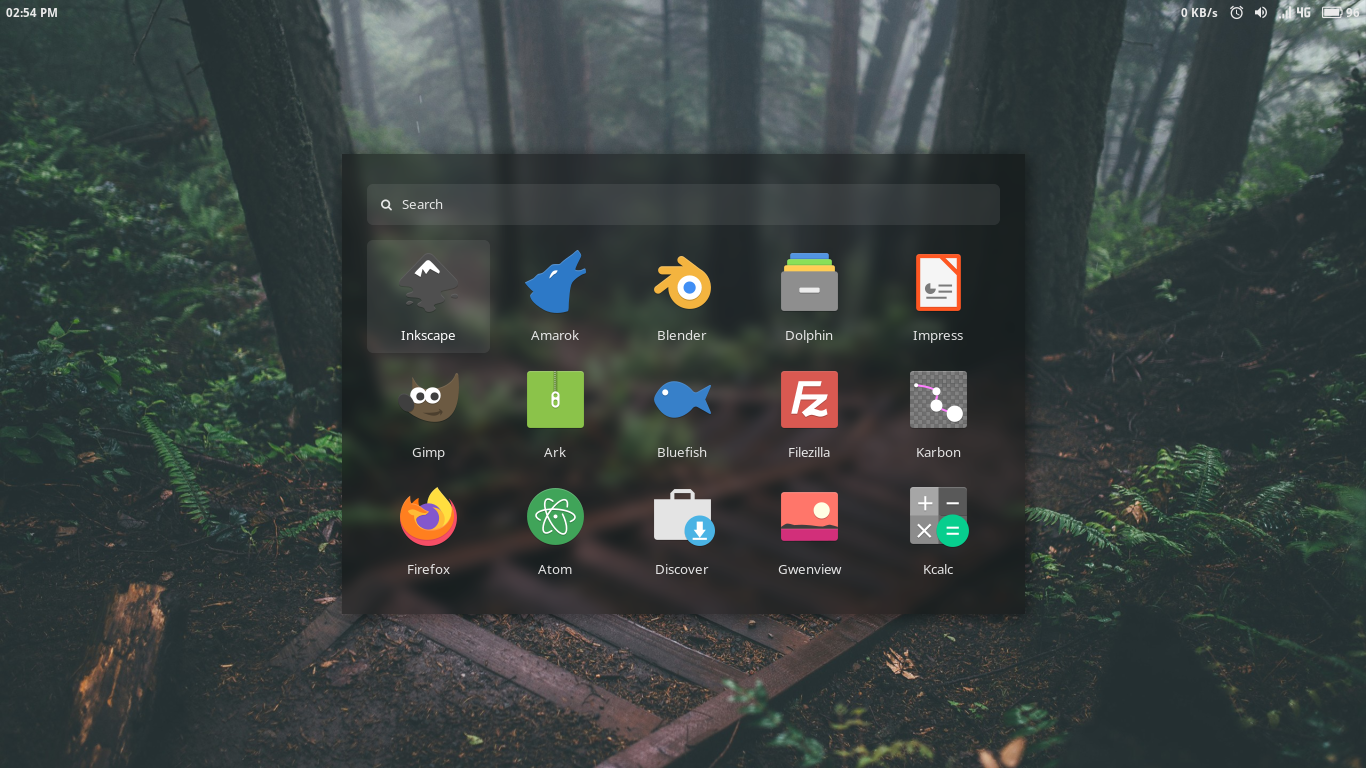 02:54 PM
0 KB/s 4G 96
Search
Inkscape Amarok Blender Dolphin Impress
Gimp Ark Bluefish Filezilla Karbon
Firefox Atom Discover Gwenview Kcalc